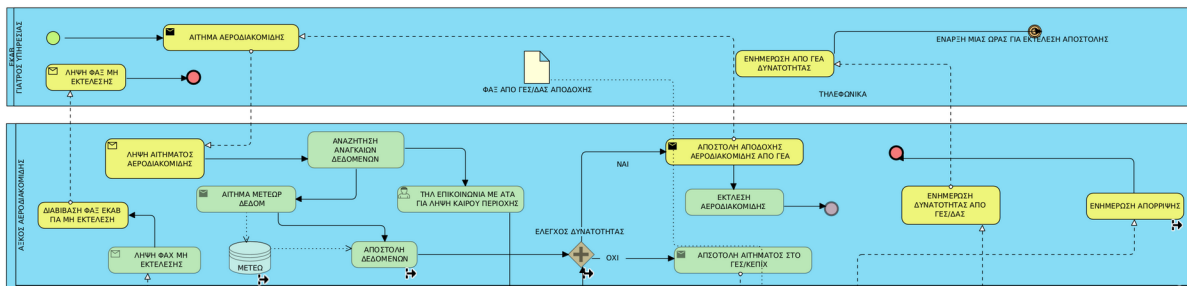 ΕΚΑΒ
ΓΙΑΤΡΟΣ ΥΠΗΡΕΣΙΑΣ
ΑΙΤΗΜΑ ΑΕΡΟΔΙΑΚΟΜΙΔΗΣ
ΕΝΑΡΞΗ ΜΙΑΣ ΩΡΑΣ ΓΙΑ ΕΚΤΕΛΕΣΗ ΑΠΟΣΤΟΛΗΣ
ΛΗΨΗ ΦΑΞ ΜΗ
ΕΚΤΕΛΕΣΗΣ
ΦΑΞ ΑΠΟ ΓΕΣ/ΔΑΣ ΑΠΟΔΟΧΗΣ
ΕΝΗΜΕΡΩΣΗ ΑΠΟ ΓΕΑ
ΔΥΝΑΤΟΤΗΤΑΣ
ΤΗΛΕΦΩΝΙΚΑ
ΑΞΚΟΣ ΑΕΡΟΔΙΑΚΟΜΙΔΗΣ
ΛΗΨΗ ΑΙΤΗΜΑΤΟΣ
ΑΕΡΟΔΙΑΚΟΜΙΔΗΣ
ΑΝΑΖΗΤΗΣΗ
ΑΝΑΓΚΑΙΩΝ
ΔΕΔΟΜΕΝΩΝ
ΝΑΙ
ΑΠΟΣΤΟΛΗ ΑΠΟΔΟΧΗΣ
ΑΕΡΟΔΙΑΚΟΜΙΔΗΣ ΑΠΟ ΓΕΑ
ΑΙΤΗΜΑ ΜΕΤΕΩΡ
ΔΕΔΟΜ
ΤΗΛ ΕΠΙΚΟΙΝΩΝΙΑ ΜΕ ΑΤΑ
ΓΙΑ ΛΗΨΗ ΚΑΙΡΟΥ ΠΕΡΙΟΧΗΣ
ΕΚΤΛΕΣΗ
ΑΕΡΟΔΙΑΚΟΜΙΔΗΣ
ΕΝΗΜΕΡΩΣΗ
ΔΥΝΑΤΟΤΗΤΑΣ ΑΠΟ
ΓΕΣ/ΔΑΣ
ΕΝΗΜΕΡΩΣΗ ΑΠΟΡΡΙΨΗΣ
ΔΙΑΒΙΒΑΣΗ ΦΑΞ ΕΚΑΒ
ΓΙΑ ΜΗ ΕΚΤΕΛΕΣΗ
ΕΛΕΓΧΟΣ ΔΥΝΑΤΟΤΗΤΑΣ
ΛΗΨΗ ΦΑΧ ΜΗ
ΕΚΤΕΛΕΣΗΣ
ΜΕΤΕΩ
ΑΠΟΣΤΟΛΗ
ΔΕΔΟΜΕΝΩΝ
ΟΧΙ
ΑΠΣΟΤΟΛΗ ΑΙΤΗΜΑΤΟΣ ΣΤΟ
ΓΕΣ/ΚΕΠΙΧ